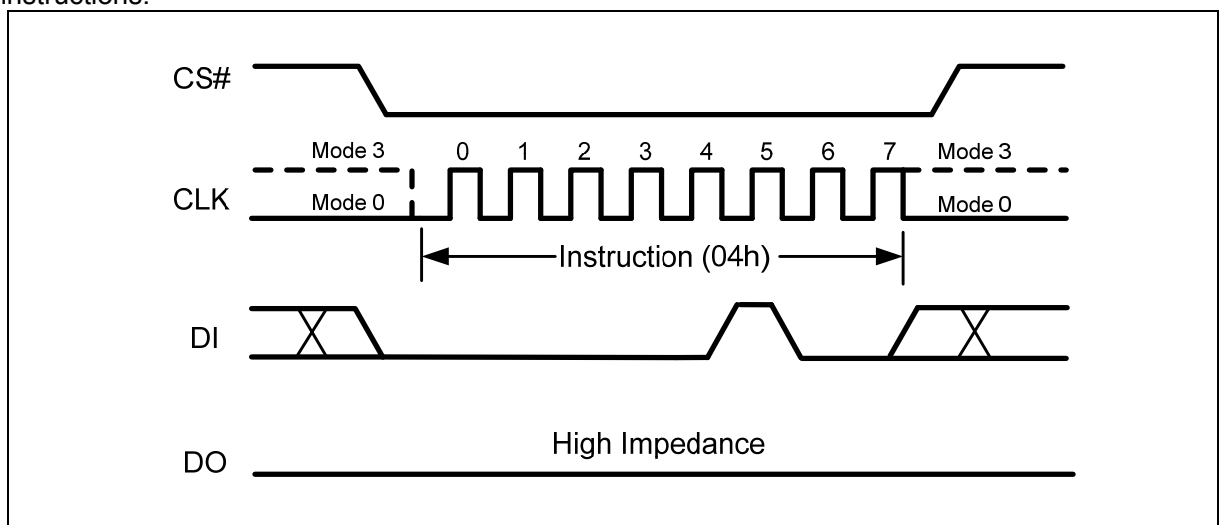 instructions.
CS#
Mode 3 0 1 2 3 4 5 6 7 Mode 3
CLK
Mode 0 Mode 0
Instruction (04h)
DI
High Impedance
DO